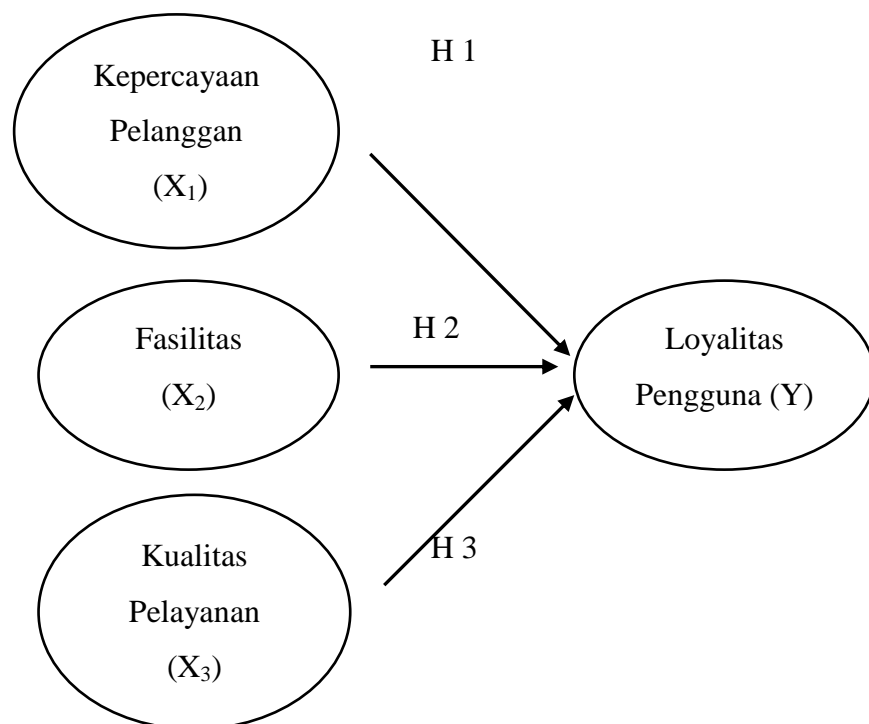 H 1
Kepercayaan
Pelanggan
(X₁)
Fasilitas
(X₂)
H 2
Loyalitas
Pengguna (Y)
H 3
Kualitas
Pelayanan
(X₃)